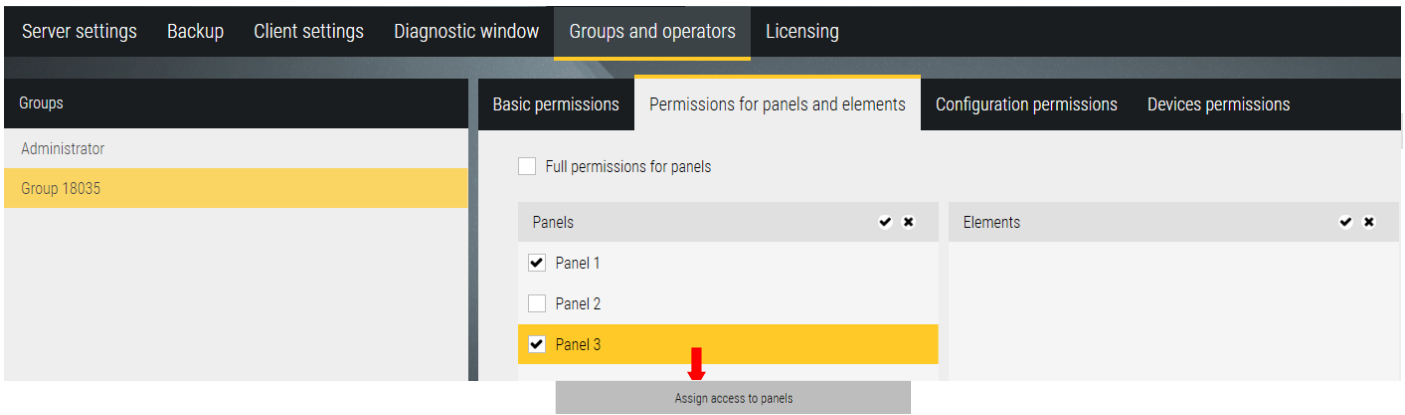 Server settings Backup Client settings Diagnostic window Groups and operators Licensing
Groups
Basic permissions Permissions for panels and elements Configuration permissions Devices permissions
Administrator
Group 18035
Full permissions for panels
Panels
Elements
Panel 1
Panel 2
Panel 3
Assign access to panels